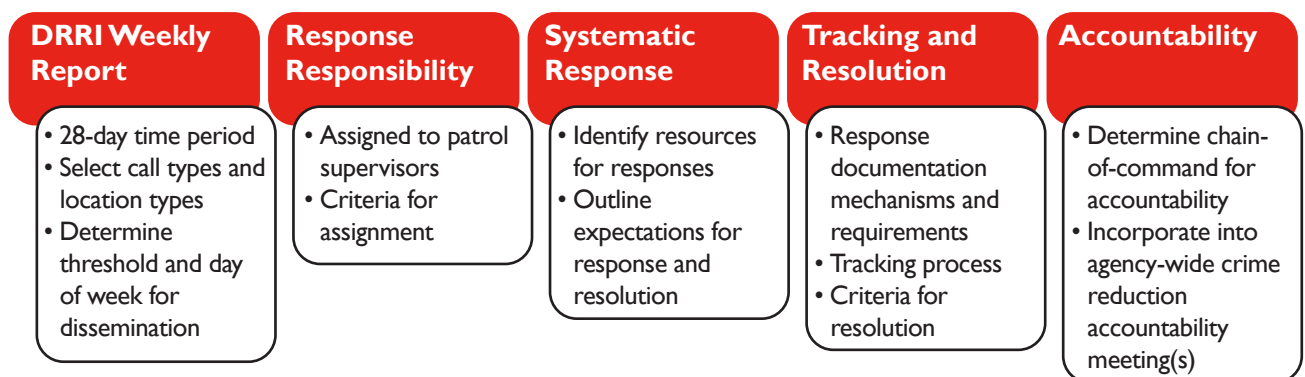 DRRI Weekly
Report
• 28-day time period
• Select call types and
location types
• Determine
threshold and day
of week for
dissemination
Response
Responsibility
• Assigned to patrol
supervisors
• Criteria for
assignment
Systematic
Response
• Identify resources
for responses
• Outline
expectations for
response and
resolution
Tracking and
Resolution
• Response
documentation
mechanisms and
requirements
• Tracking process
• Criteria for
resolution
Accountability
• Determine chain-
of-command for
accountability
• Incorporate into
agency-wide crime
reduction
accountability
meeting(s)